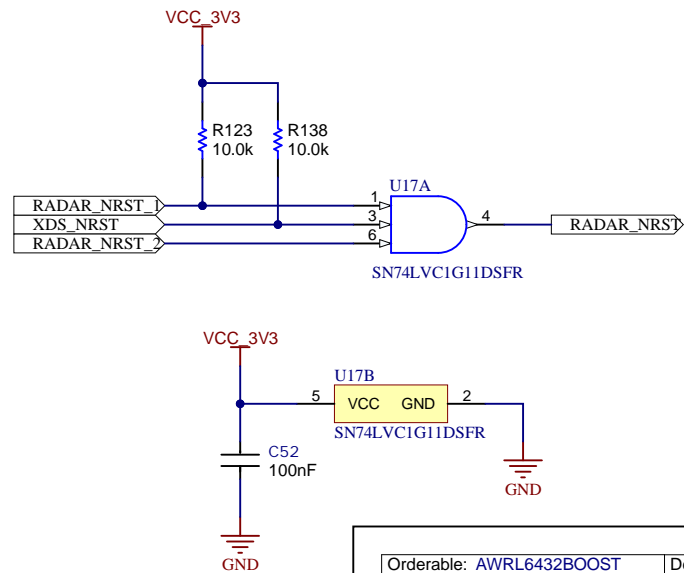 VCC_3V3
R123
10.0k
R138
10.0k
U17A
RADAR_NRST_1
1
XDS_NRST
3
4
RADAR_NRST
RADAR_NRST_2
6
SN74LVC1G11DSFR
VCC_3V3
U17B
5
VCC GND
2
SN74LVC1G11DSFR
C52
100nF
GND
GND
Orderable: AWRL6432BOOST